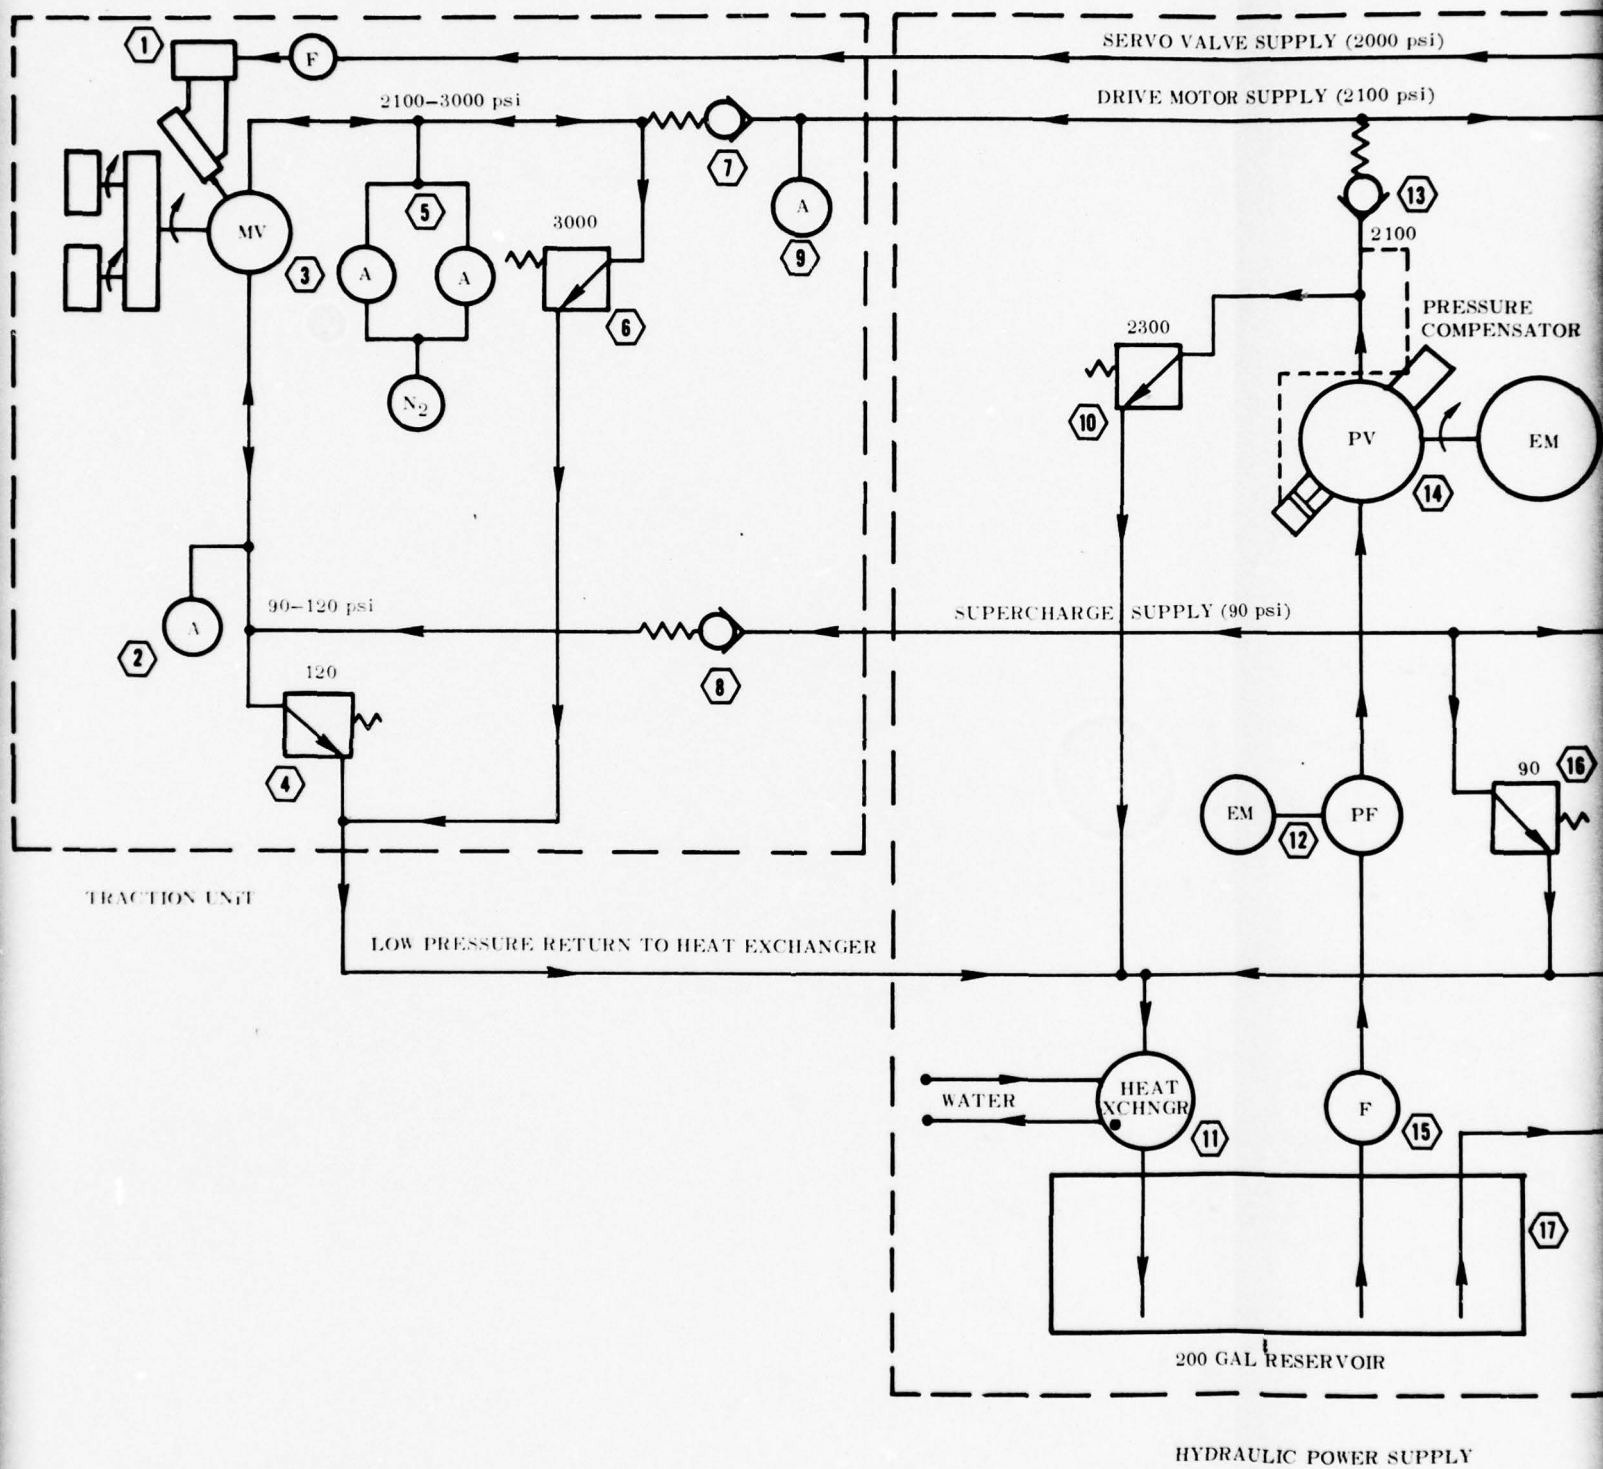 1
F
SERVO VALVE SUPPLY (2000 psi)
2100–3000 psi
DRIVE MOTOR SUPPLY (2100 psi)
7
13
5
A
9
3000
2100
MV
3
A
A
6
N2
2300
10
PRESSURE
COMPENSATOR
PV
EM
14
90–120 psi
SUPERCHARGE SUPPLY (90 psi)
A
2
8
120
4
90
16
EM
12
PF
TRACTION UNIT
LOW PRESSURE RETURN TO HEAT EXCHANGER
WATER
HEAT
XCHNGR
11
F
15
17
200 GAL RESERVOIR
HYDRAULIC POWER SUPPLY